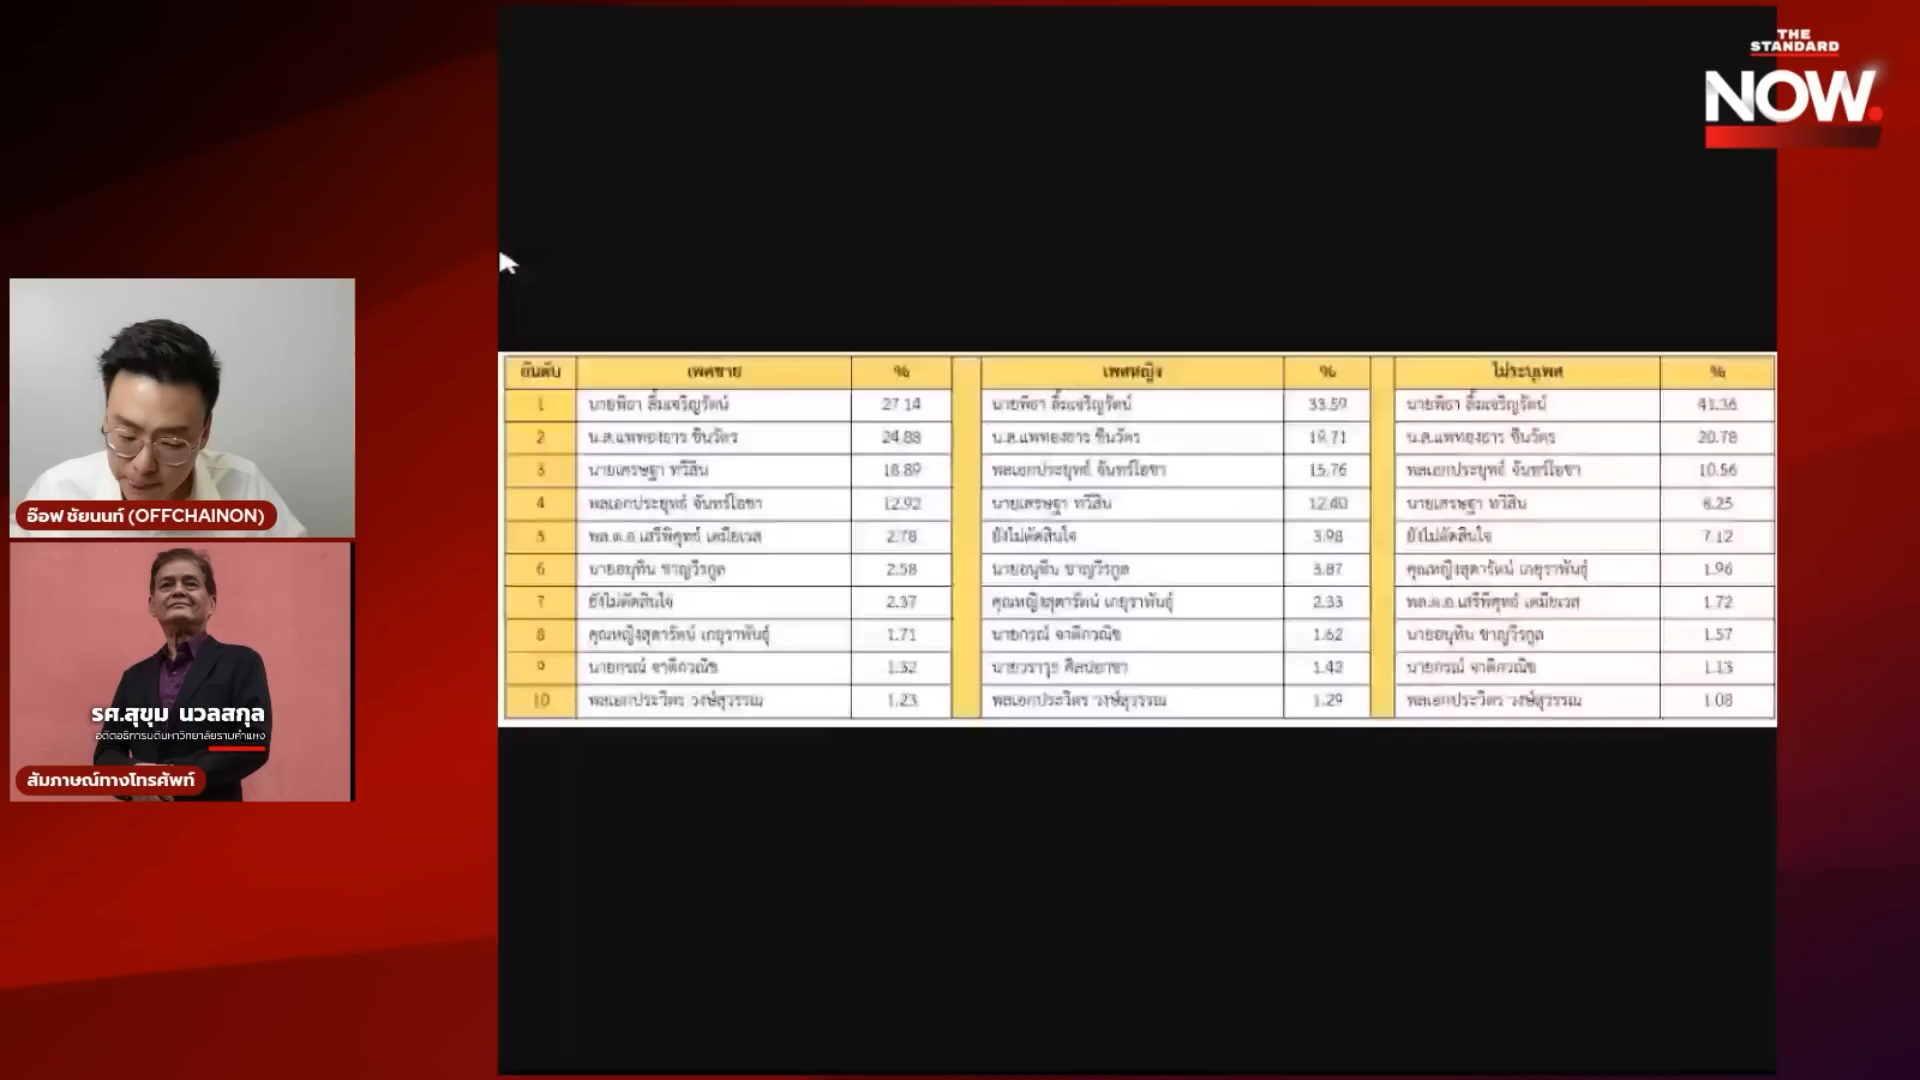 THE
STANDARD
NOW.
อันดับ เพศชาย % เพศหญิง % ไม่ระบุเพศ %
1 นายพิธา ลิ้มเจริญรัตน์ 27.14 นายพิธา ลิ้มเจริญรัตน์ 33.59 นายพิธา ลิ้มเจริญรัตน์ 41.36
2 น.ส.แพทองธาร ชินวัตร 24.88 น.ส.แพทองธาร ชินวัตร 19.71 น.ส.แพทองธาร ชินวัตร 20.78
3 นายเศรษฐา ทวีสิน 18.89 พลเอกประยุทธ์ จันทร์โอชา 15.76 พลเอกประยุทธ์ จันทร์โอชา 10.56
4 พลเอกประยุทธ์ จันทร์โอชา 12.92 นายเศรษฐา ทวีสิน 12.40 นายเศรษฐา ทวีสิน 8.25
5 พล.ต.อ.เสรีพิศุทธ์ เตมียเวส 2.78 ยังไม่ตัดสินใจ 3.98 ยังไม่ตัดสินใจ 7.12
6 นายอนุทิน ชาญวีรกูล 2.58 นายอนุทิน ชาญวีรกูล 3.87 คุณหญิงสุดารัตน์ เกยุราพันธุ์ 1.96
7 ยังไม่ตัดสินใจ 2.37 คุณหญิงสุดารัตน์ เกยุราพันธุ์ 2.33 พล.ต.อ.เสรีพิศุทธ์ เตมียเวส 1.72
8 คุณหญิงสุดารัตน์ เกยุราพันธุ์ 1.71 นายกรณ์ จาติกวณิช 1.62 นายอนุทิน ชาญวีรกูล 1.57
9 นายกรณ์ จาติกวณิช 1.32 นายวราวุธ ศิลปอาชา 1.42 นายกรณ์ จาติกวณิช 1.13
10 พลเอกประวิตร วงษ์สุวรรณ 1.23 พลเอกประวิตร วงษ์สุวรรณ 1.29 พลเอกประวิตร วงษ์สุวรรณ 1.08
อ๊อฟ ชัยนนท์ (OFFCHAINON)
รศ.สุขุม นวลสกุล
อดีตอธิการบดีมหาวิทยาลัยรามคำแหง
สัมภาษณ์ทางโทรศัพท์